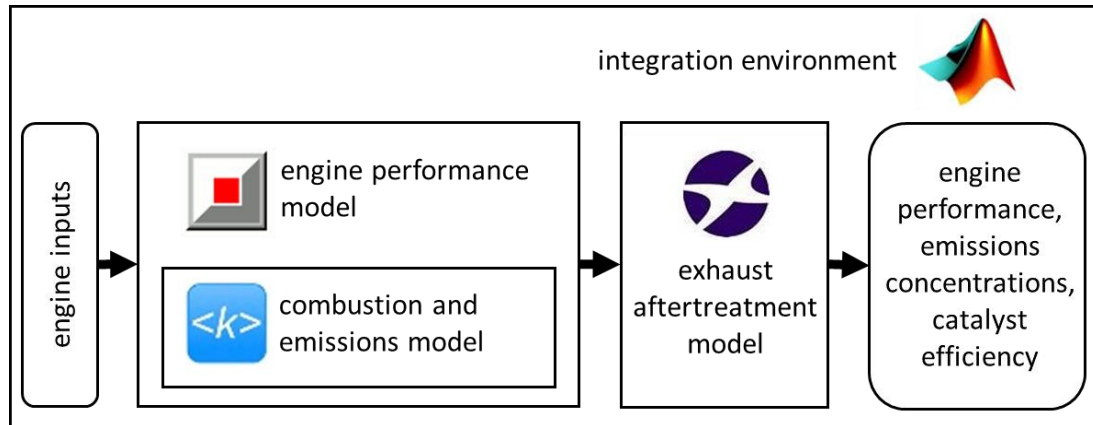 integration environment
engine inputs
engine performance
model
<k>
combustion and
emissions model
exhaust
aftertreatment
model
engine
performance,
emissions
concentrations,
catalyst
efficiency